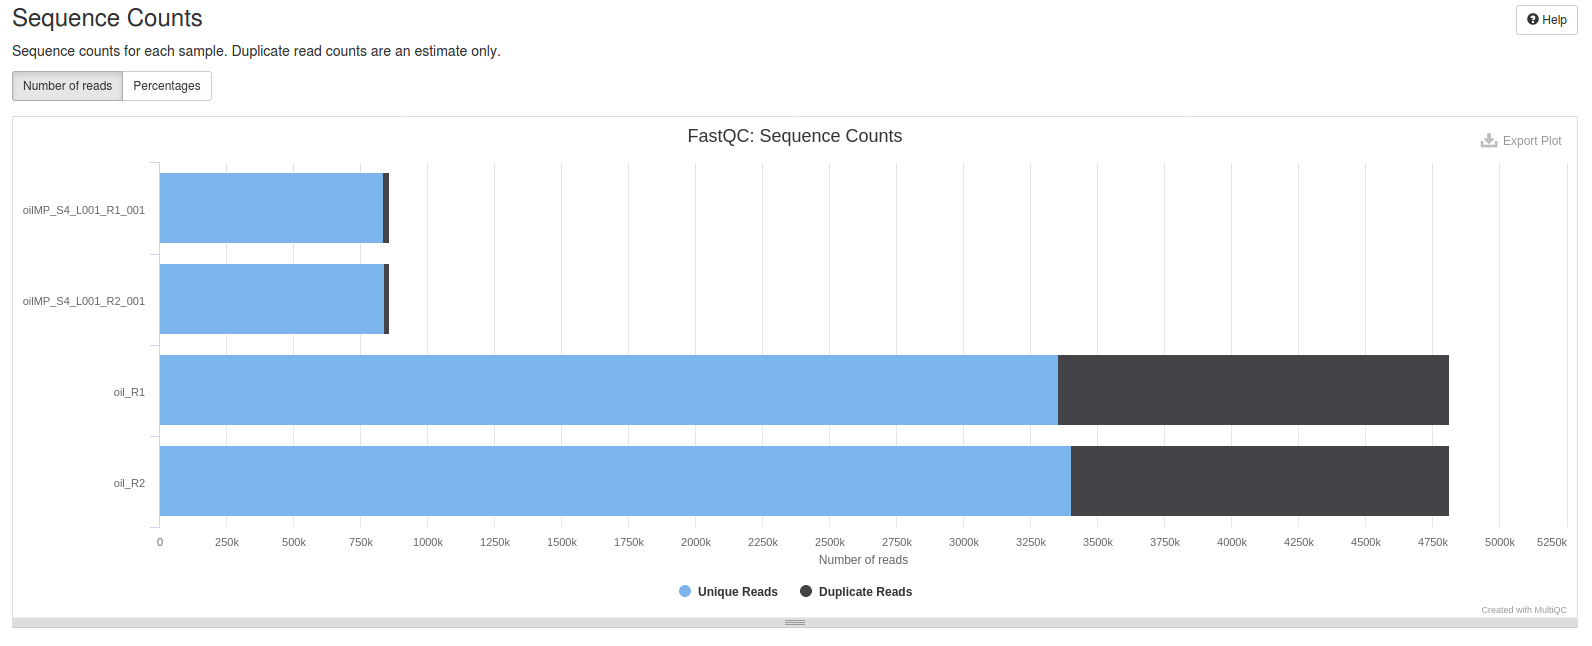 Sequence Counts
Help
Sequence counts for each sample. Duplicate read counts are an estimate only.
Number of reads
Percentages
FastQC: Sequence Counts
Export Plot
oilMP_S4_L001_R1_001
oilMP_S4_L001_R2_001
oil_R1
oil_R2
0 250k 500k 750k 1000k 1250k 1500k 1750k 2000k 2250k 2500k 2750k 3000k 3250k 3500k 3750k 4000k 4250k 4500k 4750k 5000k 5250k
Number of reads
Unique Reads Duplicate Reads
Created with MultiQC